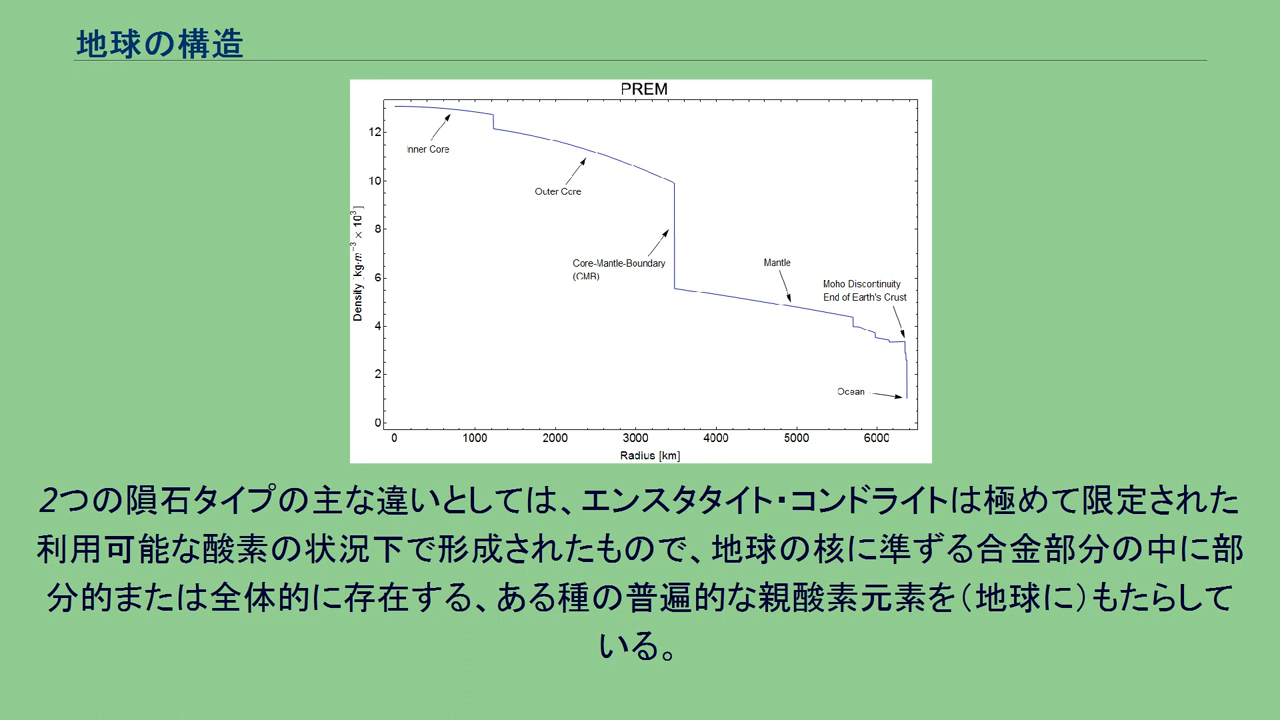 地球の構造
PREM
12
10
8
6
4
2
0
Density [kg·m⁻³ × 10³]
Inner Core
Outer Core
Core-Mantle-Boundary
(CMB)
Mantle
Moho Discontinuity
End of Earth's Crust
Ocean
0 1000 2000 3000 4000 5000 6000
Radius [km]
2つの隕石タイプの主な違いとしては、エンスタタイト・コンドライトは極めて限定された
利用可能な酸素の状況下で形成されたもので、地球の核に準ずる合金部分の中に部
分的または全体的に存在する、ある種の普遍的な親酸素元素を（地球に）もたらして
いる。